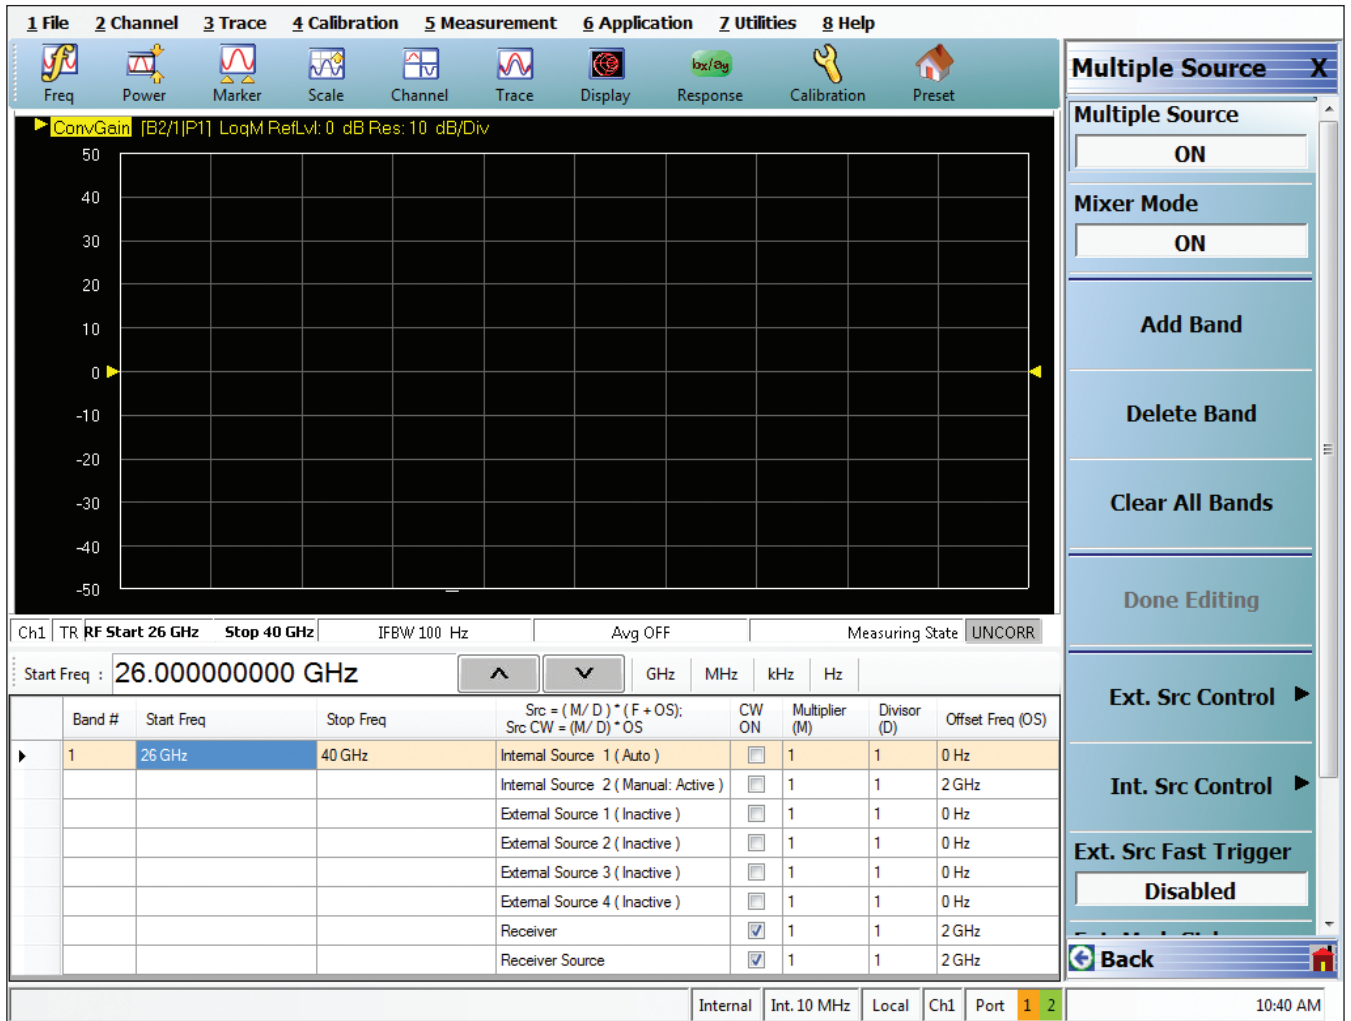 1 File 2 Channel 3 Trace 4 Calibration 5 Measurement 6 Application 7 Utilities 8 Help
Freq Power Marker Scale Channel Trace Display bx/ay Response Calibration Preset
ConvGain [B2/1|P1] LogM RefLvl: 0 dB Res: 10 dB/Div
50
40
30
20
10
0
-10
-20
-30
-40
-50
Ch1 TR RF Start 26 GHz Stop 40 GHz IFBW 100 Hz Avg OFF Measuring State UNCORR
Start Freq : 26.000000000 GHz GHz MHz kHz Hz
Band # Start Freq Stop Freq Src = ( M/ D ) * ( F + OS); Src CW = (M/ D) * OS CW ON Multiplier (M) Divisor (D) Offset Freq (OS)
1 26 GHz 40 GHz Internal Source 1 ( Auto ) 1 1 0 Hz
Internal Source 2 ( Manual: Active ) 1 1 2 GHz
External Source 1 ( Inactive ) 1 1 0 Hz
External Source 2 ( Inactive ) 1 1 0 Hz
External Source 3 ( Inactive ) 1 1 0 Hz
External Source 4 ( Inactive ) 1 1 0 Hz
Receiver 1 1 2 GHz
Receiver Source 1 1 2 GHz
Multiple Source X
Multiple Source
ON
Mixer Mode
ON
Add Band
Delete Band
Clear All Bands
Done Editing
Ext. Src Control
Int. Src Control
Ext. Src Fast Trigger
Disabled
Back
Internal Int. 10 MHz Local Ch1 Port 1 2 10:40 AM